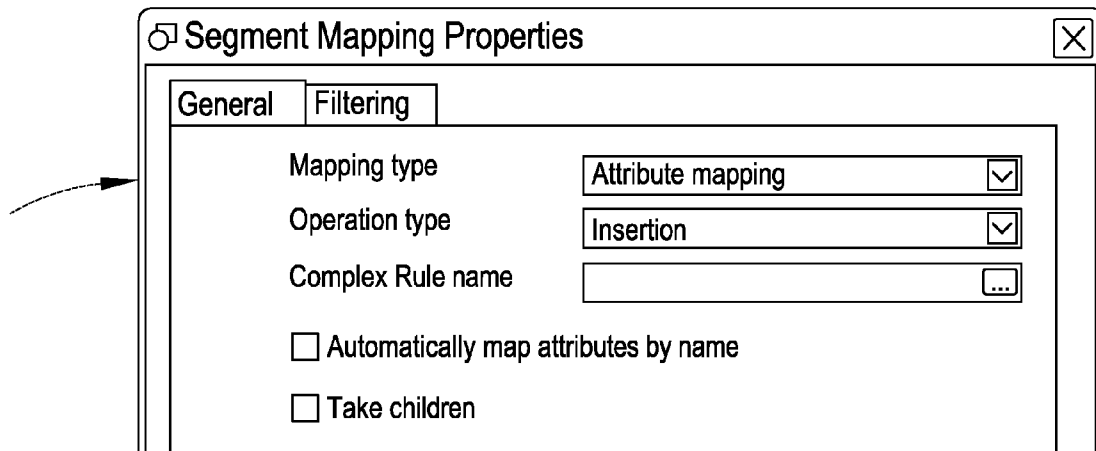 Segment Mapping Properties
General Filtering
Mapping type Attribute mapping
Operation type Insertion
Complex Rule name ...
Automatically map attributes by name
Take children